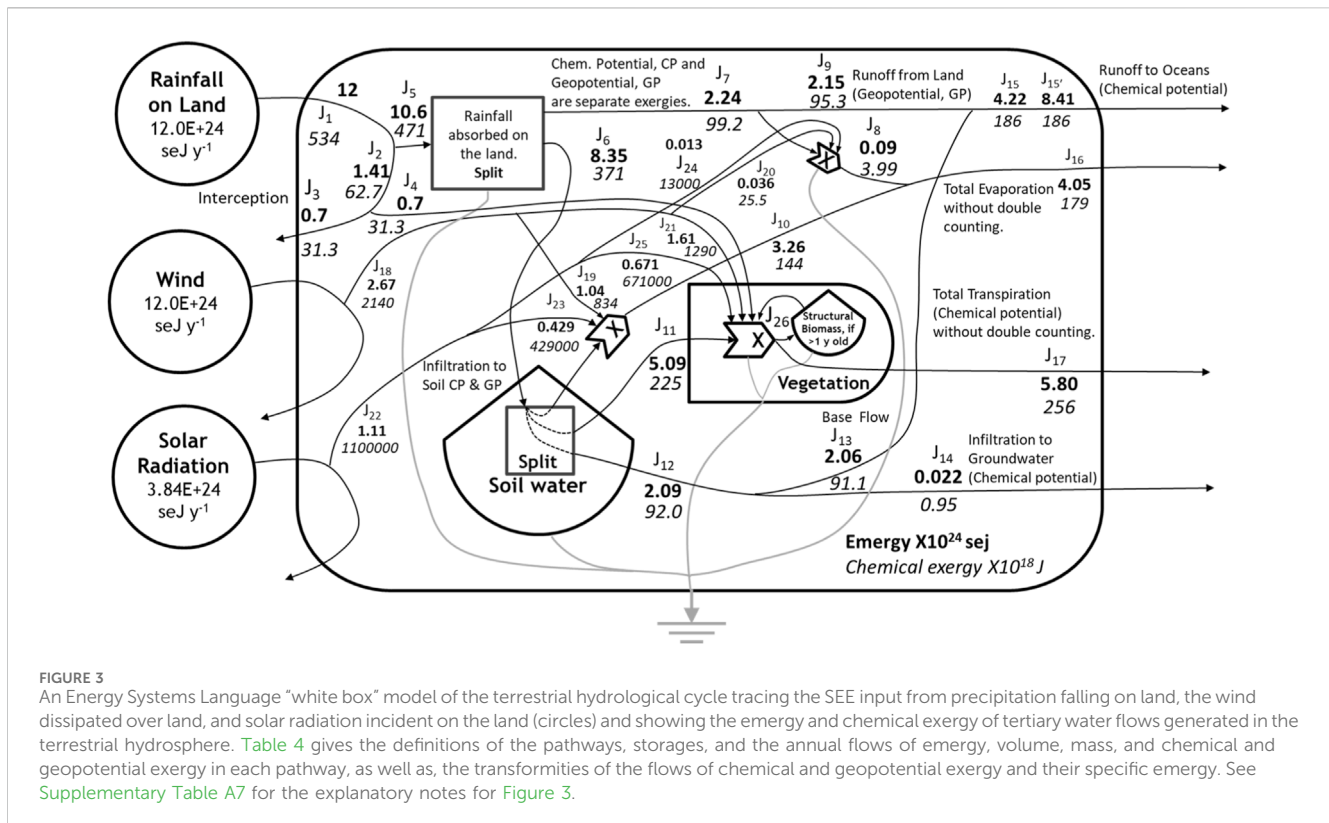 Rainfall
on Land
12.0E+24
seJ y-1
Wind
12.0E+24
seJ y-1
Solar
Radiation
3.84E+24
seJ y-1
12
J1
534
J5
10.6
471
J2
1.41
62.7
Interception
J3
0.7
31.3
J4
0.7
31.3
Rainfall
absorbed on
the land.
Split
Chem. Potential, CP and
Geopotential, GP
are separate exergies.
J7
2.24
99.2
J9
2.15
95.3
Runoff from Land
(Geopotential, GP)
J15
4.22
186
J15'
8.41
186
Runoff to Oceans
(Chemical potential)
J6
8.35
371
0.013
J24
13000
J20
0.036
25.5
X
J8
0.09
3.99
J16
4.05
179
Total Evaporation
without double
counting.
J10
3.26
144
J18
2.67
2140
J21
1.61
1290
J25
0.671
671000
J19
1.04
834
J23
0.429
429000
X
J11
5.09
225
X
J26
Structural
Biomass, if
>1 y old
Vegetation
Total Transpiration
(Chemical potential)
without double counting.
J17
5.80
256
Infiltration to
Soil CP & GP
J22
1.11
1100000
Split
Soil water
J12
2.09
92.0
Base Flow
J13
2.06
91.1
J14
0.022
0.95
Infiltration to
Groundwater
(Chemical potential)
Emergy X1024 sej
Chemical exergy X1018 J
FIGURE 3
An Energy Systems Language "white box" model of the terrestrial hydrological cycle tracing the SEE input from precipitation falling on land, the wind
dissipated over land, and solar radiation incident on the land (circles) and showing the emergy and chemical exergy of tertiary water flows generated in the
terrestrial hydrosphere. Table 4 gives the definitions of the pathways, storages, and the annual flows of emergy, volume, mass, and chemical and
geopotential exergy in each pathway, as well as, the transformities of the flows of chemical and geopotential exergy and their specific emergy. See
Supplementary Table A7 for the explanatory notes for Figure 3.